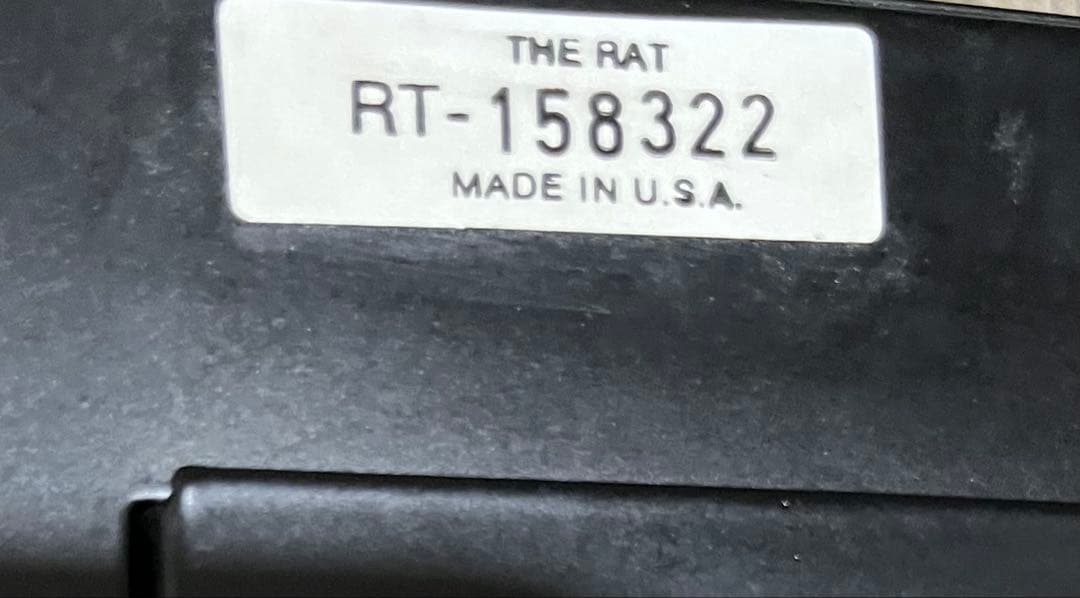 THE RAT
RT-158322
MADE IN U.S.A.